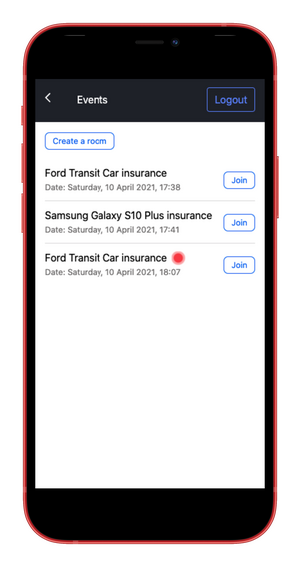 Events
Logout
Create a room
Ford Transit Car insurance
Date: Saturday, 10 April 2021, 17:38
Join
Samsung Galaxy S10 Plus insurance
Date: Saturday, 10 April 2021, 17:41
Join
Ford Transit Car insurance
Date: Saturday, 10 April 2021, 18:07
Join